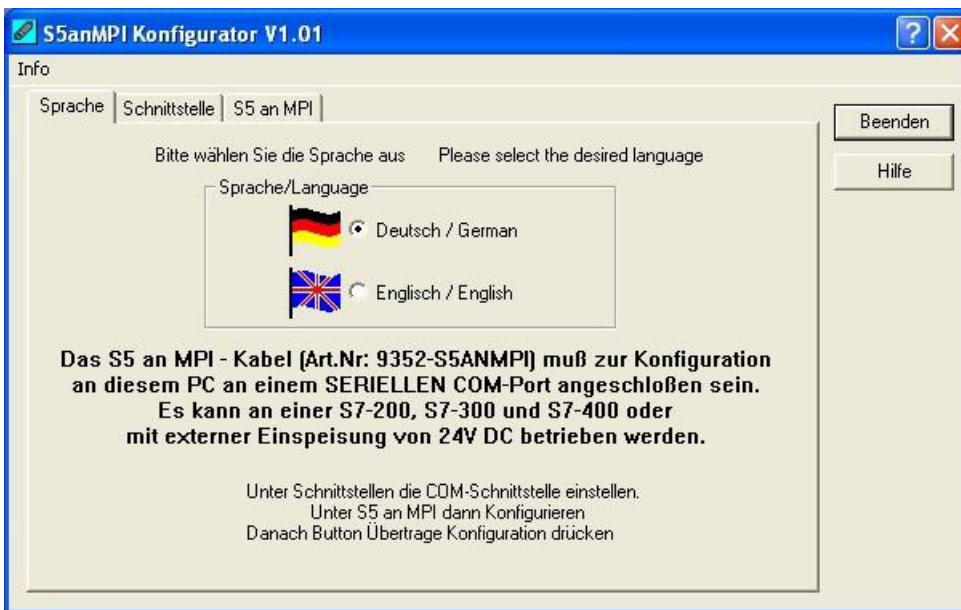 S5anMPI Konfigurator V1.01
Info
Sprache Schnittstelle S5 an MPI
Beenden
Hilfe
Bitte wählen Sie die Sprache aus Please select the desired language
Sprache/Language
Deutsch / German
Englisch / English
Das S5 an MPI - Kabel (Art.Nr: 9352-S5ANMPI) muß zur Konfiguration
an diesem PC an einem SERIELLEN COM-Port angeschloßen sein.
Es kann an einer S7-200, S7-300 und S7-400 oder
mit externer Einspeisung von 24V DC betrieben werden.
Unter Schnittstellen die COM-Schnittstelle einstellen.
Unter S5 an MPI dann Konfigurieren
Danach Button Übertrage Konfiguration drücken